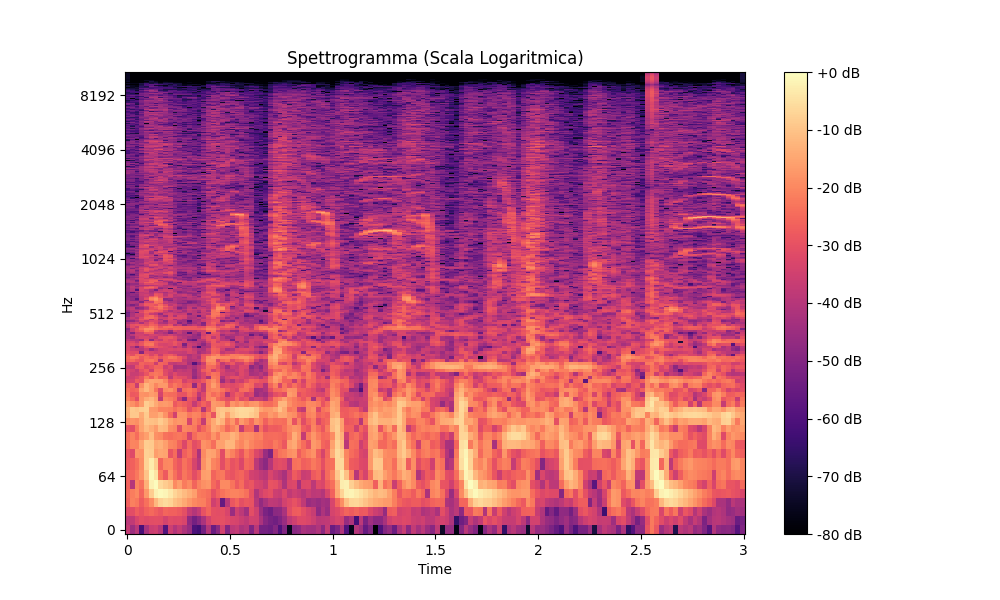 Spettrogramma (Scala Logaritmica)
Hz
8192
4096
2048
1024
512
256
128
64
0
0
0.5
1
1.5
2
2.5
3
Time
+0 dB
-10 dB
-20 dB
-30 dB
-40 dB
-50 dB
-60 dB
-70 dB
-80 dB